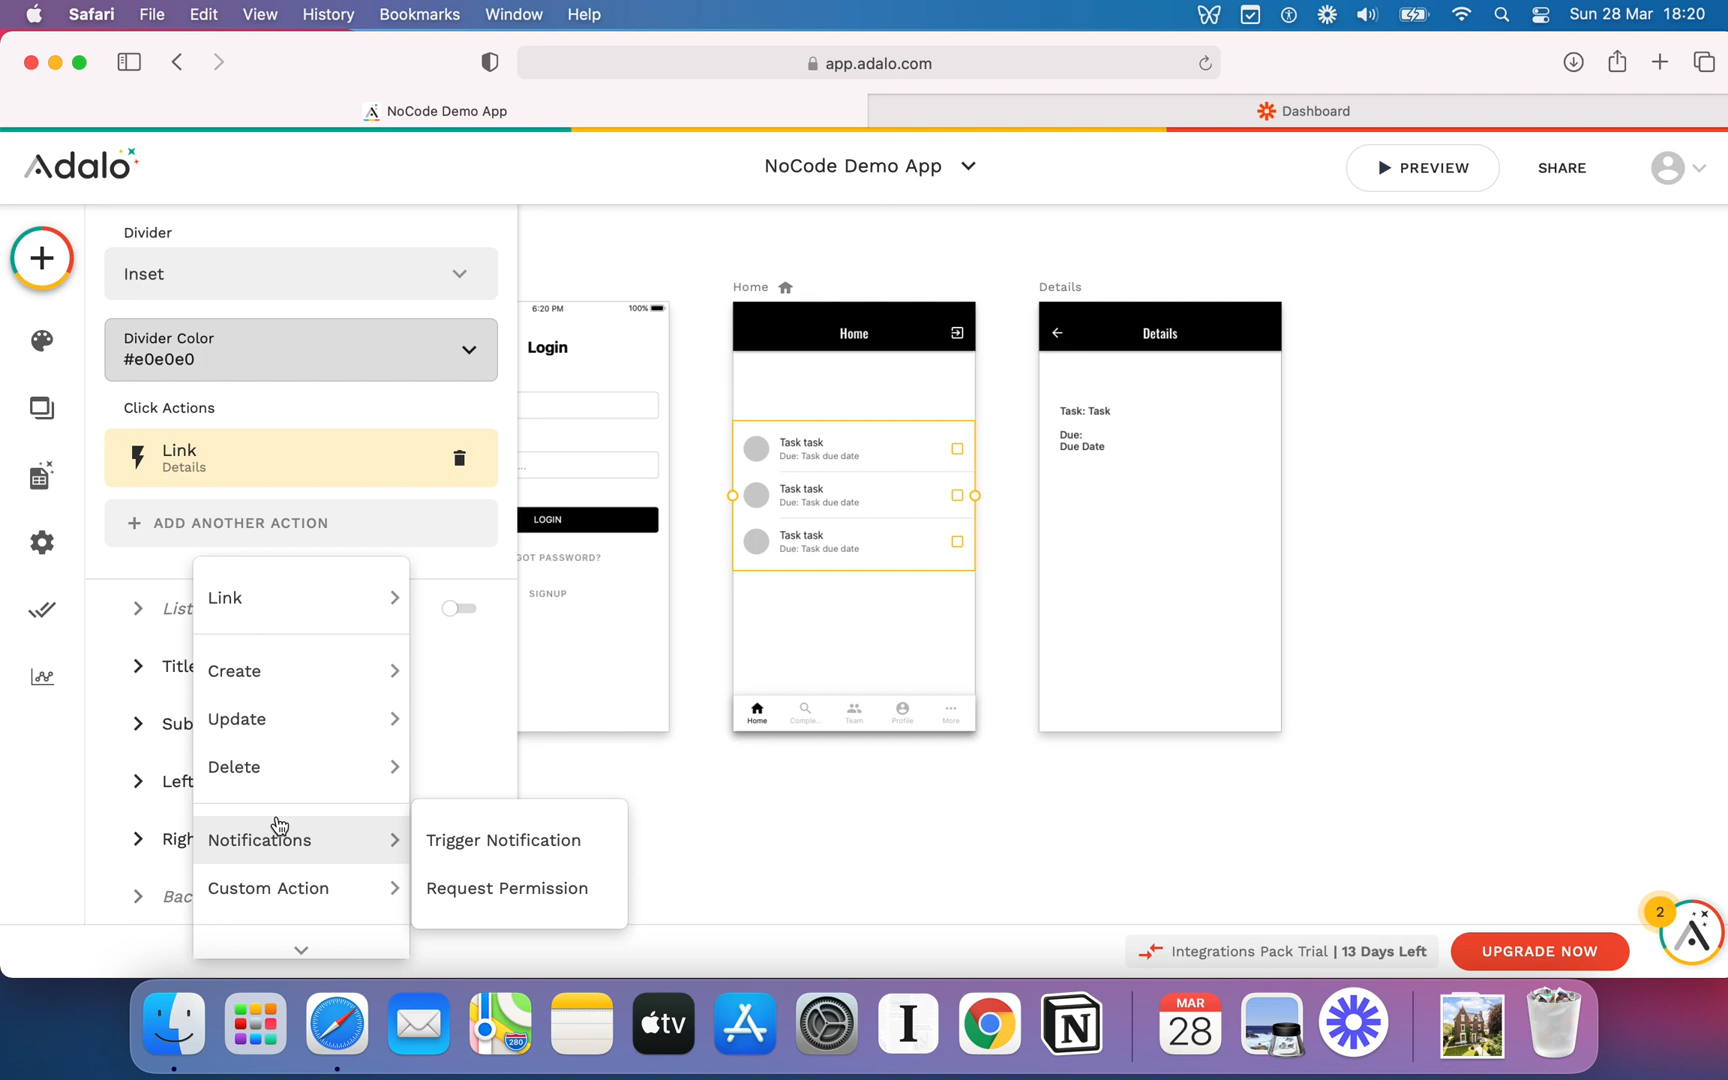 Safari File Edit View History Bookmarks Window Help Sun 28 Mar 18:20
app.adalo.com
NoCode Demo App
Dashboard
Adalo
NoCode Demo App
PREVIEW
SHARE
Divider
Inset
Divider Color
#e0e0e0
Click Actions
Link
Details
ADD ANOTHER ACTION
List
Title
Sub
Left
Righ
Bac
Link
Create
Update
Delete
Notifications
Custom Action
Trigger Notification
Request Permission
6:20 PM 100%
Login
...
LOGIN
GOT PASSWORD?
SIGNUP
Home
Home
Task task
Due: Task due date
Task task
Due: Task due date
Task task
Due: Task due date
Home Comple... Team Profile More
Details
Details
Task: Task
Due:
Due Date
Integrations Pack Trial | 13 Days Left
UPGRADE NOW
2
280
tv
MAR
28